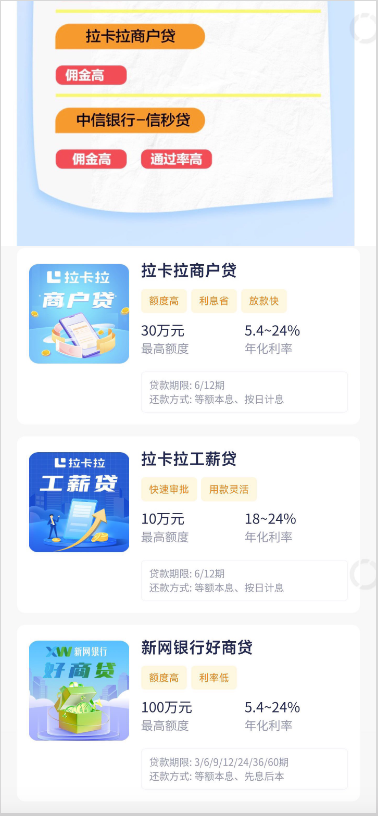 拉卡拉商户贷
佣金高
中信银行-信秒贷
佣金高 通过率高
拉卡拉
商户贷
拉卡拉商户贷
额度高 利息省 放款快
30万元 5.4~24%
最高额度 年化利率
贷款期限: 6/12期
还款方式: 等额本息、按日计息
拉卡拉
工薪贷
拉卡拉工薪贷
快速审批 用款灵活
10万元 18~24%
最高额度 年化利率
贷款期限: 6/12期
还款方式: 等额本息、按日计息
XW 新网银行
好商贷
新网银行好商贷
额度高 利率低
100万元 5.4~24%
最高额度 年化利率
贷款期限: 3/6/9/12/24/36/60期
还款方式: 等额本息、先息后本